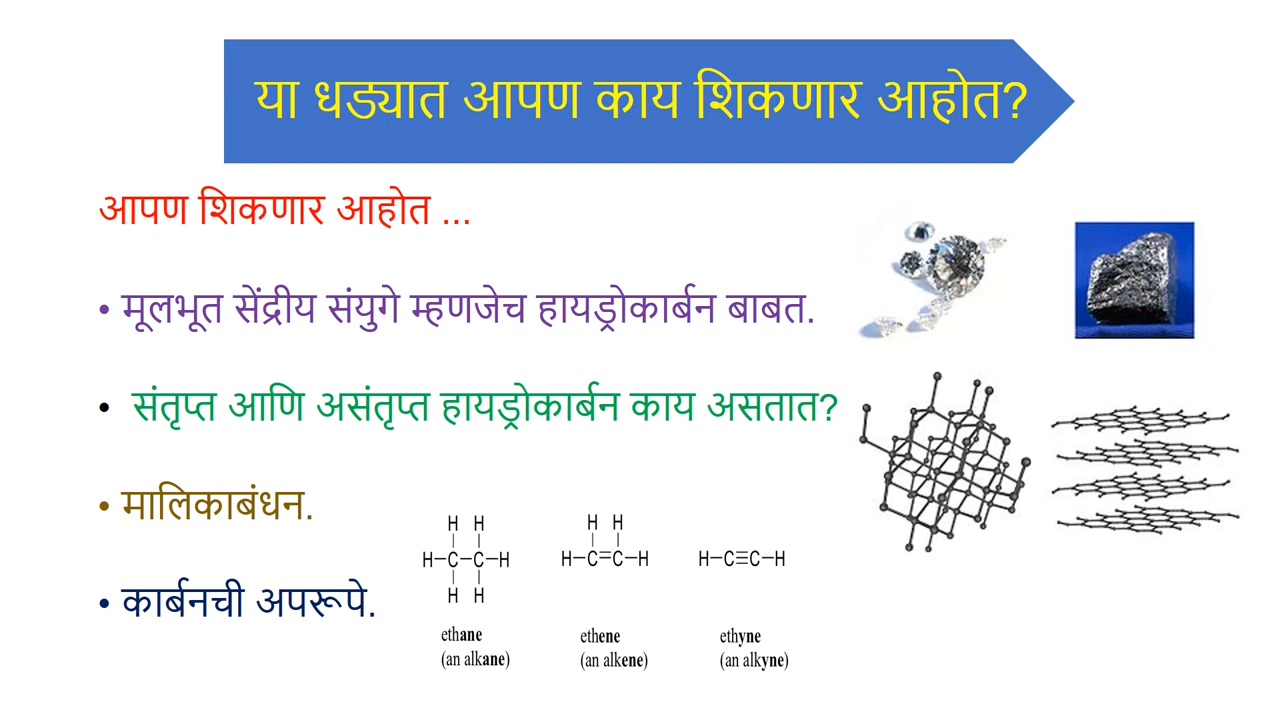 या धड्यात आपण काय शिकणार आहोत?
आपण शिकणार आहोत ...
• मूलभूत सेंद्रीय संयुगे म्हणजेच हायड्रोकार्बन बाबत.
• संतृप्त आणि असंतृप्त हायड्रोकार्बन काय असतात?
• मालिकाबंधन.
• कार्बनची अपरूपे.
H H
H–C–C–H
H H
ethane
(an alkane)
H H
H–C=C–H
ethene
(an alkene)
H–C≡C–H
ethyne
(an alkyne)